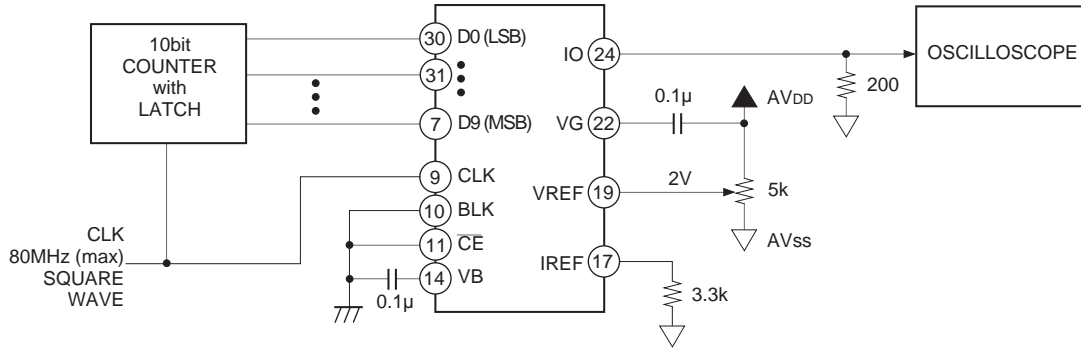 10bit
COUNTER
with
LATCH
30 D0 (LSB)
31
7 D9 (MSB)
9 CLK
10 BLK
11 C̅E̅
14 VB
0.1μ
CLK
80MHz (max)
SQUARE
WAVE
IO 24
VG 22
VREF 19
IREF 17
0.1μ
AVDD
2V
5k
AVss
3.3k
200
OSCILLOSCOPE